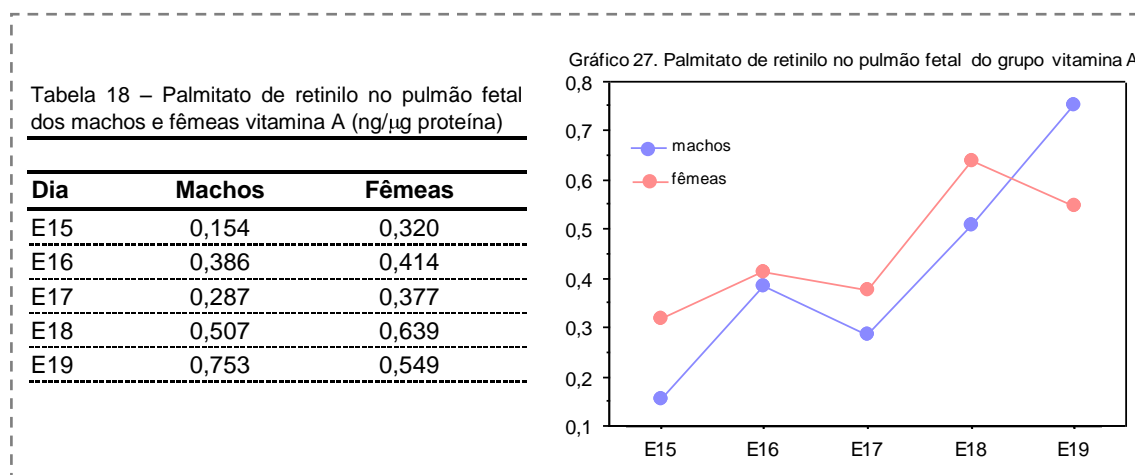 Tabela 18 – Palmitato de retinilo no pulmão fetal
dos machos e fêmeas vitamina A (ng/µg proteína)
Dia Machos Fêmeas
E15 0,154 0,320
E16 0,386 0,414
E17 0,287 0,377
E18 0,507 0,639
E19 0,753 0,549
Gráfico 27. Palmitato de retinilo no pulmão fetal do grupo vitamina A
0,8
0,7
0,6
0,5
0,4
0,3
0,2
0,1
machos
fêmeas
E15 E16 E17 E18 E19